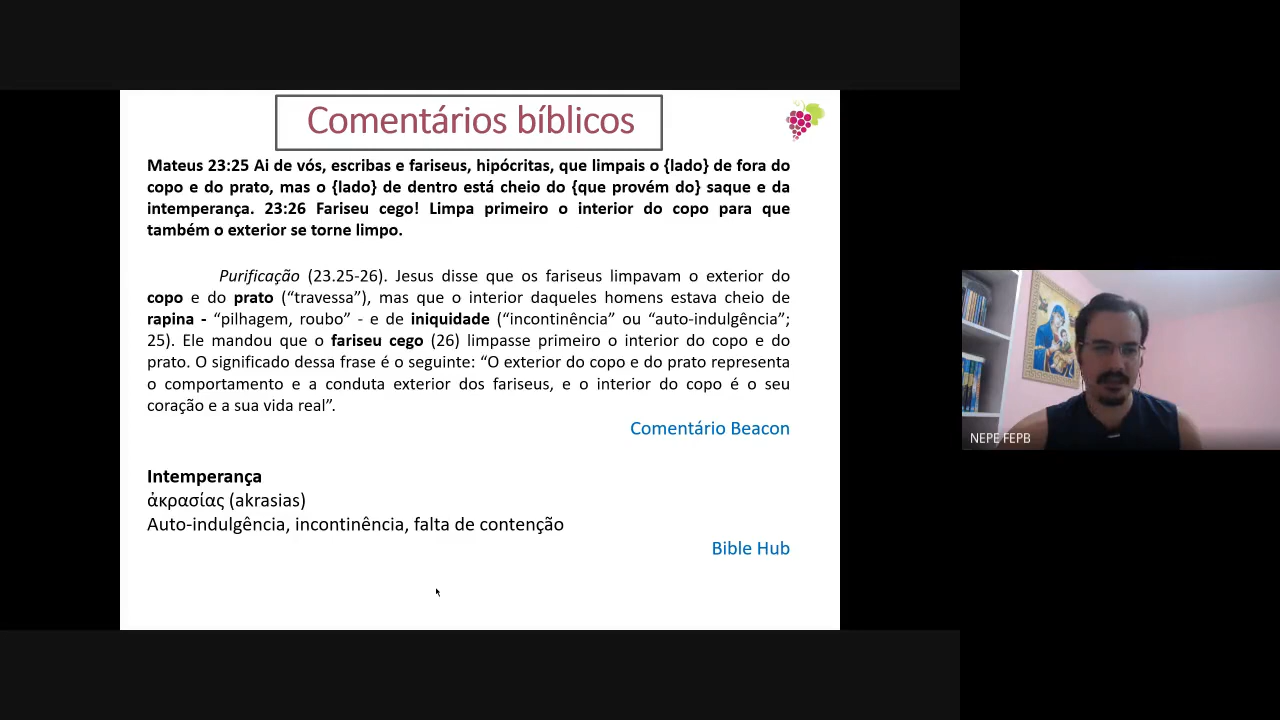 Comentários bíblicos
Mateus 23:25 Ai de vós, escribas e fariseus, hipócritas, que limpais o {lado} de fora do
copo e do prato, mas o {lado} de dentro está cheio do {que provém do} saque e da
intemperança. 23:26 Fariseu cego! Limpa primeiro o interior do copo para que
também o exterior se torne limpo.
Purificação (23.25-26). Jesus disse que os fariseus limpavam o exterior do
copo e do prato (“travessa”), mas que o interior daqueles homens estava cheio de
rapina - “pilhagem, roubo” - e de iniquidade (“incontinência” ou “auto-indulgência”;
25). Ele mandou que o fariseu cego (26) limpasse primeiro o interior do copo e do
prato. O significado dessa frase é o seguinte: “O exterior do copo e do prato representa
o comportamento e a conduta exterior dos fariseus, e o interior do copo é o seu
coração e a sua vida real”.
Comentário Beacon
Intemperança
ἀκρασίας (akrasias)
Auto-indulgência, incontinência, falta de contenção
Bible Hub
NEPE FEPB